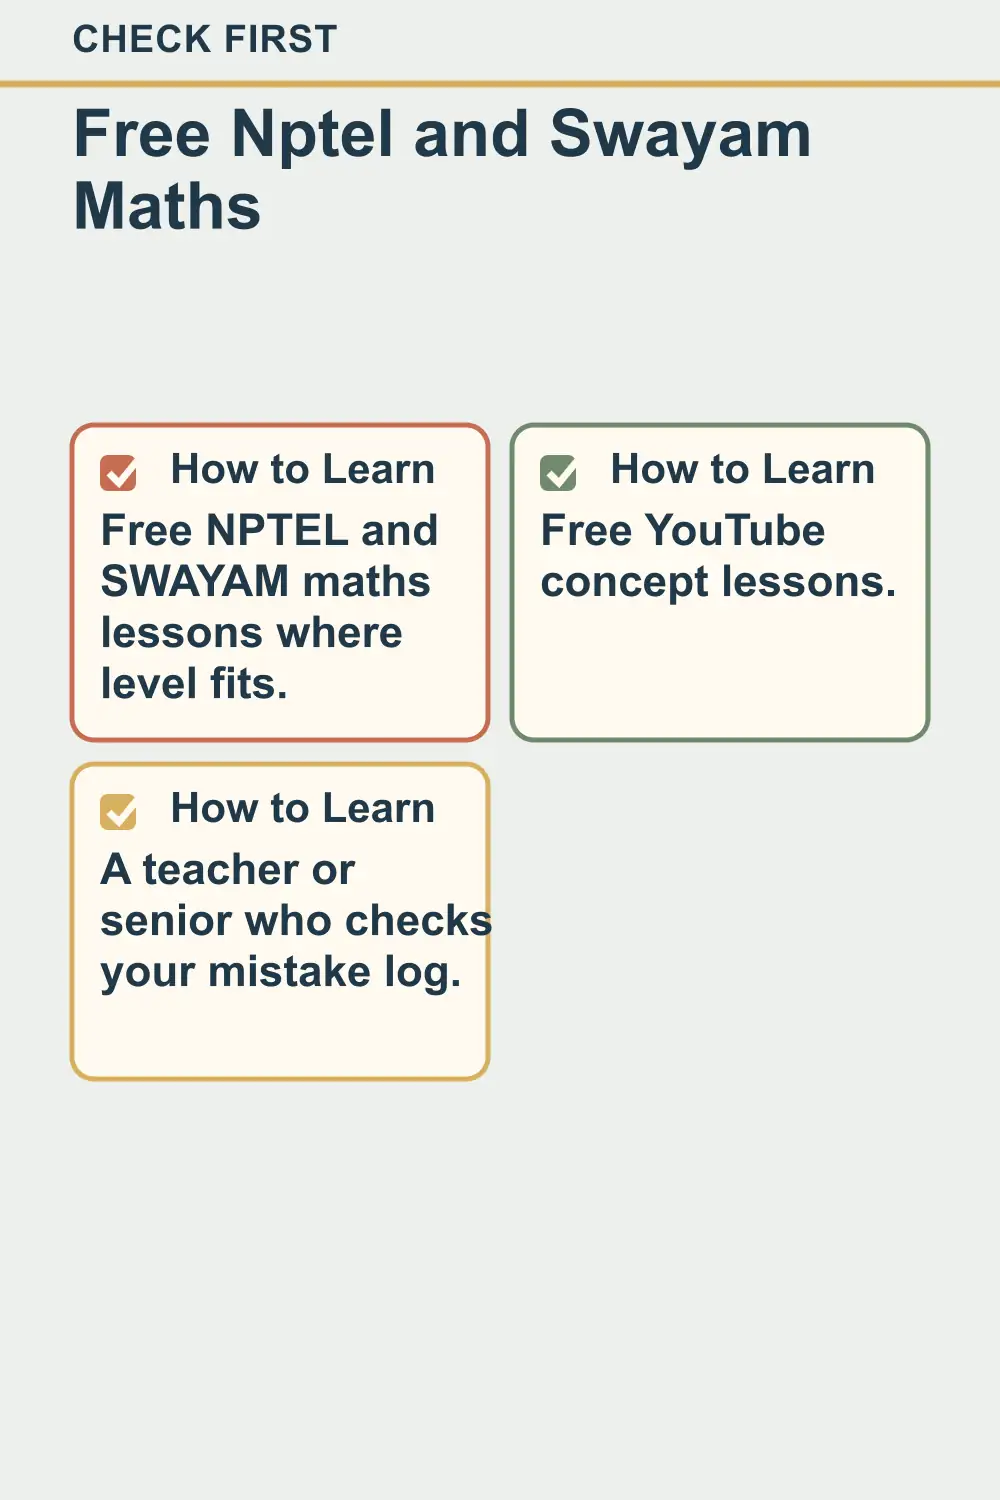 CHECK FIRST
Free Nptel and Swayam
Maths
How to Learn
Free NPTEL and
SWAYAM maths
lessons where
level fits.
How to Learn
Free YouTube
concept lessons.
How to Learn
A teacher or
senior who checks
your mistake log.